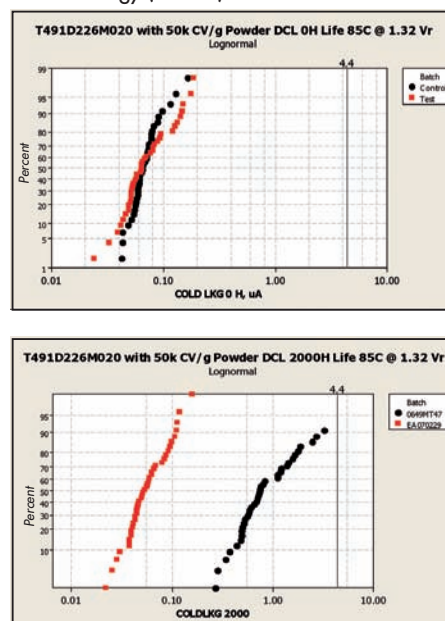 T491D226M020 with 50k CV/g Powder DCL 0H Life 85C @ 1.32 Vr
Lognormal
4.4
Batch
Control
Test
99
95
90
80
70
60
50
40
30
20
10
5
1
Percent
0.01 0.10 1.00 10.00
COLD LKG 0 H, uA
T491D226M020 with 50k CV/g Powder DCL 2000H Life 85C @ 1.32 Vr
Lognormal
4.4
Batch
0649MT47
EA070229
95
90
80
70
60
50
40
30
20
10
Percent
0.01 0.10 1.00 10.00
COLDLKG 2000